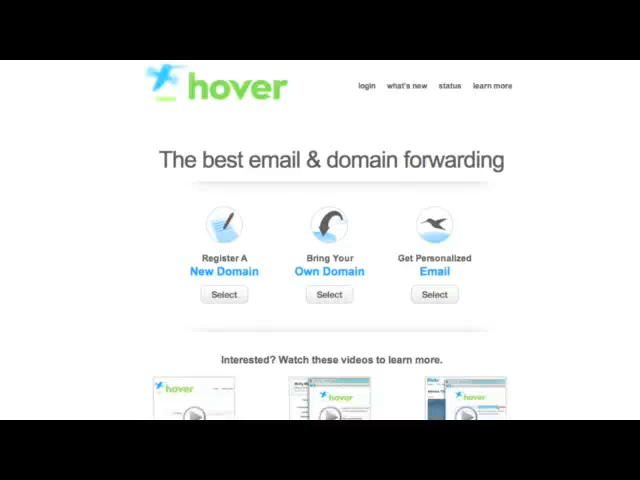 hover
login what's new status learn more
The best email & domain forwarding
Register A Bring Your Get Personalized
New Domain Own Domain Email
Select Select Select
Interested? Watch these videos to learn more.
hover hover hover